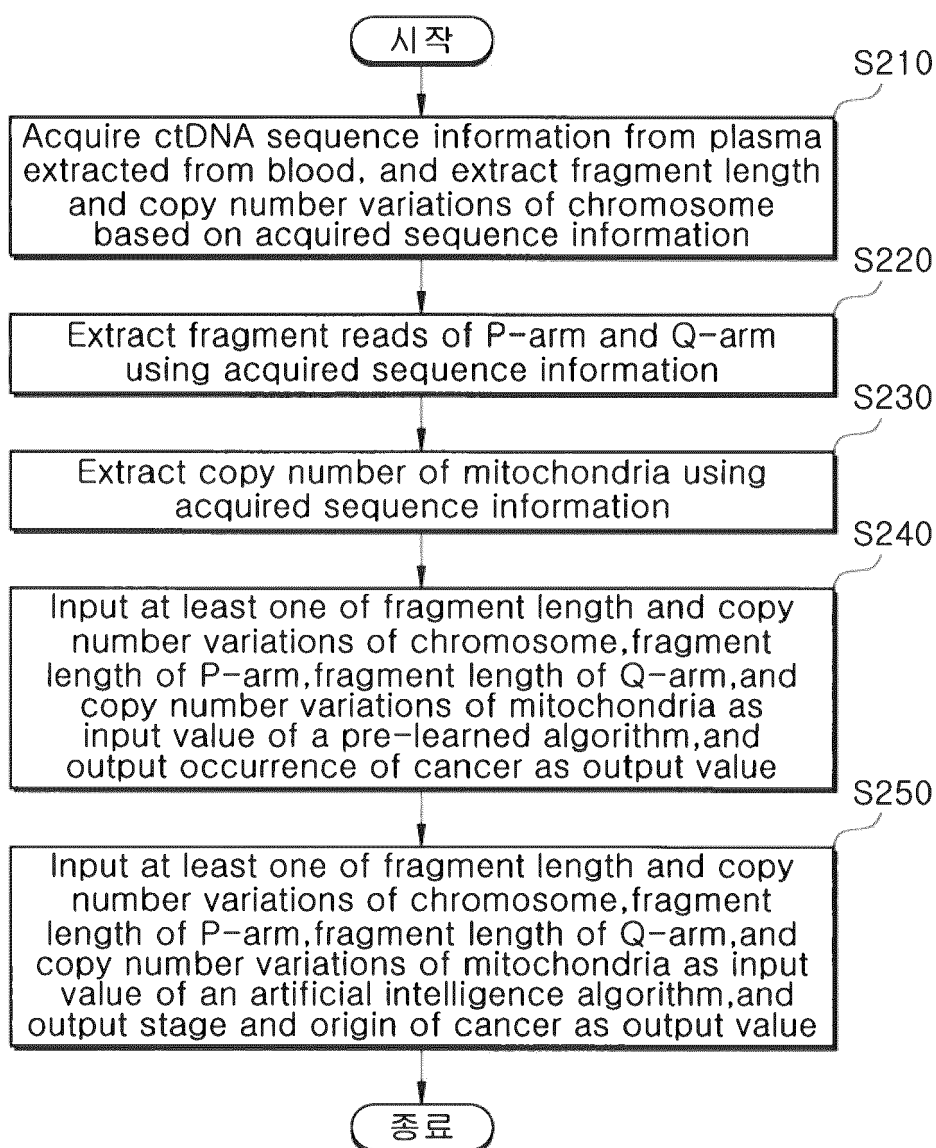 시작
S210
Acquire ctDNA sequence information from plasma
extracted from blood, and extract fragment length
and copy number variations of chromosome
based on acquired sequence information
S220
Extract fragment reads of P-arm and Q-arm
using acquired sequence information
S230
Extract copy number of mitochondria using
acquired sequence information
S240
Input at least one of fragment length and copy
number variations of chromosome,fragment
length of P-arm,fragment length of Q-arm,and
copy number variations of mitochondria as
input value of a pre-learned algorithm,and
output occurrence of cancer as output value
S250
Input at least one of fragment length and copy
number variations of chromosome,fragment
length of P-arm,fragment length of Q-arm,and
copy number variations of mitochondria as input
value of an artificial intelligence algorithm,and
output stage and origin of cancer as output value
종료